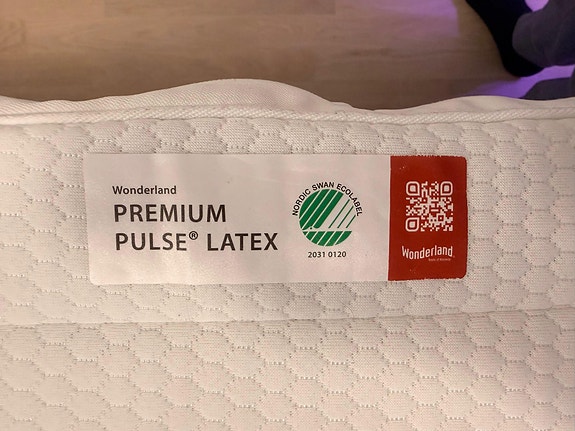 Wonderland
PREMIUM
PULSE® LATEX
NORDIC SWAN ECOLABEL
2031 0120
Wonderland